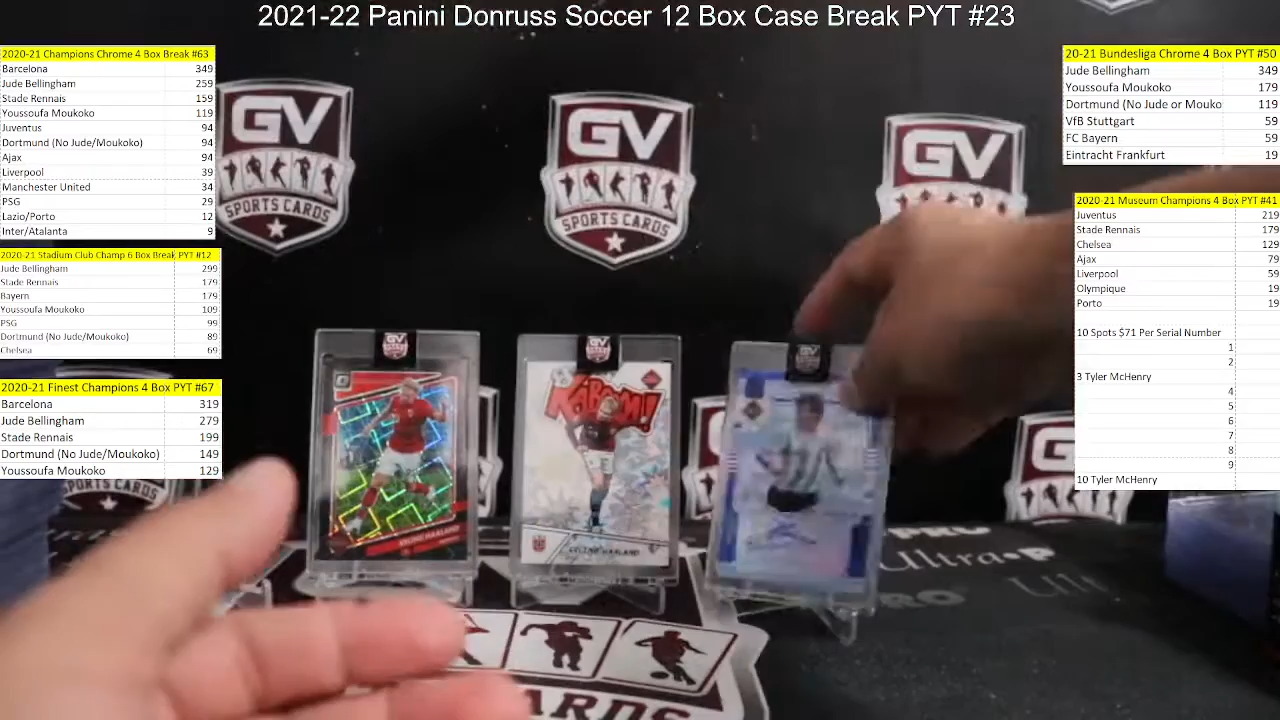 2021-22 Panini Donruss Soccer 12 Box Case Break PYT #23
2020-21 Champions Chrome 4 Box Break #63
Barcelona 349
Jude Bellingham 259
Stade Rennais 159
Youssoufa Moukoko 119
Juventus 94
Dortmund (No Jude/Moukoko) 94
Ajax 94
Liverpool 39
Manchester United 34
PSG 29
Lazio/Porto 12
Inter/Atalanta 9
2020-21 Stadium Club Champ 6 Box Break PYT #12
Jude Bellingham 299
Stade Rennais 179
Bayern 179
Youssoufa Moukoko 109
PSG 99
Dortmund (No Jude/Moukoko) 89
Chelsea 69
2020-21 Finest Champions 4 Box PYT #67
Barcelona 319
Jude Bellingham 279
Stade Rennais 199
Dortmund (No Jude/Moukoko) 149
Youssoufa Moukoko 129
20-21 Bundesliga Chrome 4 Box PYT #50
Jude Bellingham 349
Youssoufa Moukoko 179
Dortmund (No Jude or Mouko 119
VfB Stuttgart 59
FC Bayern 59
Eintracht Frankfurt 19
2020-21 Museum Champions 4 Box PYT #41
Juventus 219
Stade Rennais 179
Chelsea 129
Ajax 79
Liverpool 59
Olympique 19
Porto 19
10 Spots $71 Per Serial Number
1
2
3 Tyler McHenry
4
5
6
7
8
9
10 Tyler McHenry
GV
SPORTS CARDS
GV
SPORTS CARDS
GV
SPORTS CARDS
KABOOM!
ERLING HAALAND
ERLING HAALAND
Ultra•P
PRO
CARDS